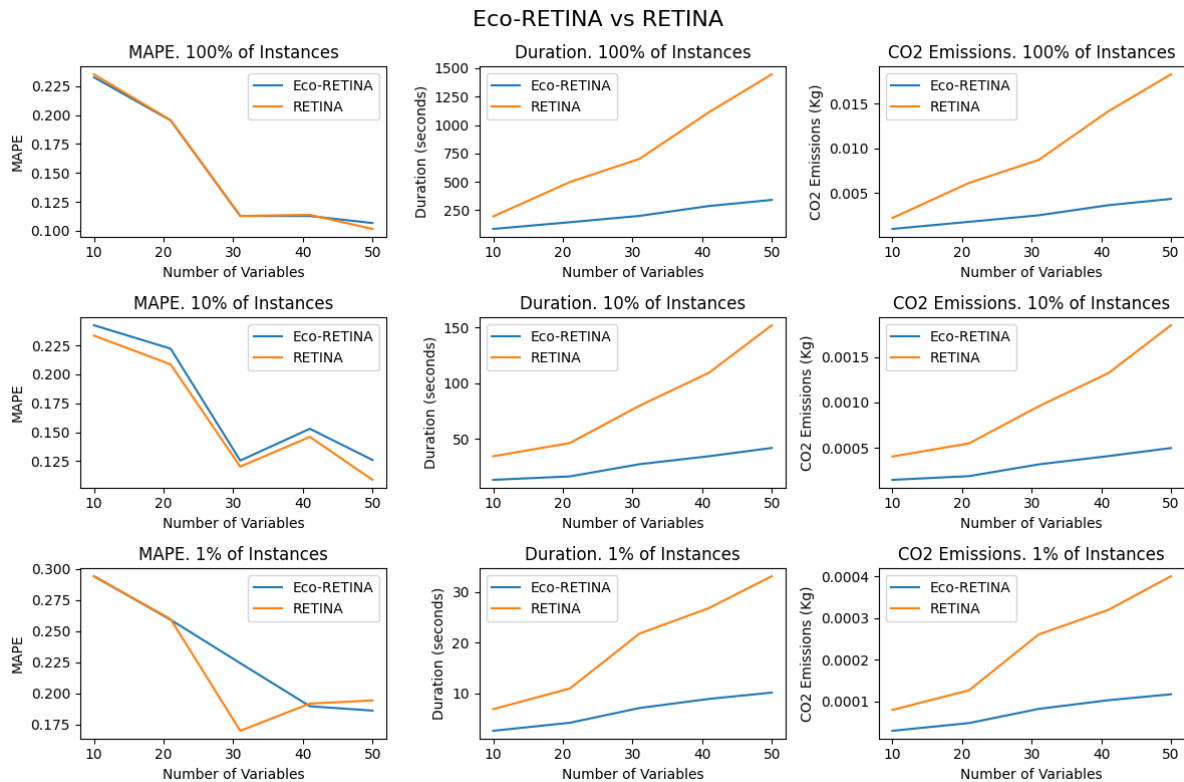 Eco-RETINA vs RETINA
MAPE. 100% of Instances
0.225
0.200
0.175
0.150
0.125
0.100
MAPE
Eco-RETINA
RETINA
10 20 30 40 50
Number of Variables
Duration. 100% of Instances
1500
1250
1000
750
500
250
Duration (seconds)
Eco-RETINA
RETINA
10 20 30 40 50
Number of Variables
CO2 Emissions. 100% of Instances
0.015
0.010
0.005
CO2 Emissions (Kg)
Eco-RETINA
RETINA
10 20 30 40 50
Number of Variables
MAPE. 10% of Instances
0.225
0.200
0.175
0.150
0.125
MAPE
Eco-RETINA
RETINA
10 20 30 40 50
Number of Variables
Duration. 10% of Instances
150
100
50
Duration (seconds)
Eco-RETINA
RETINA
10 20 30 40 50
Number of Variables
CO2 Emissions. 10% of Instances
0.0015
0.0010
0.0005
CO2 Emissions (Kg)
Eco-RETINA
RETINA
10 20 30 40 50
Number of Variables
MAPE. 1% of Instances
0.300
0.275
0.250
0.225
0.200
0.175
MAPE
Eco-RETINA
RETINA
10 20 30 40 50
Number of Variables
Duration. 1% of Instances
30
20
10
Duration (seconds)
Eco-RETINA
RETINA
10 20 30 40 50
Number of Variables
CO2 Emissions. 1% of Instances
0.0004
0.0003
0.0002
0.0001
CO2 Emissions (Kg)
Eco-RETINA
RETINA
10 20 30 40 50
Number of Variables